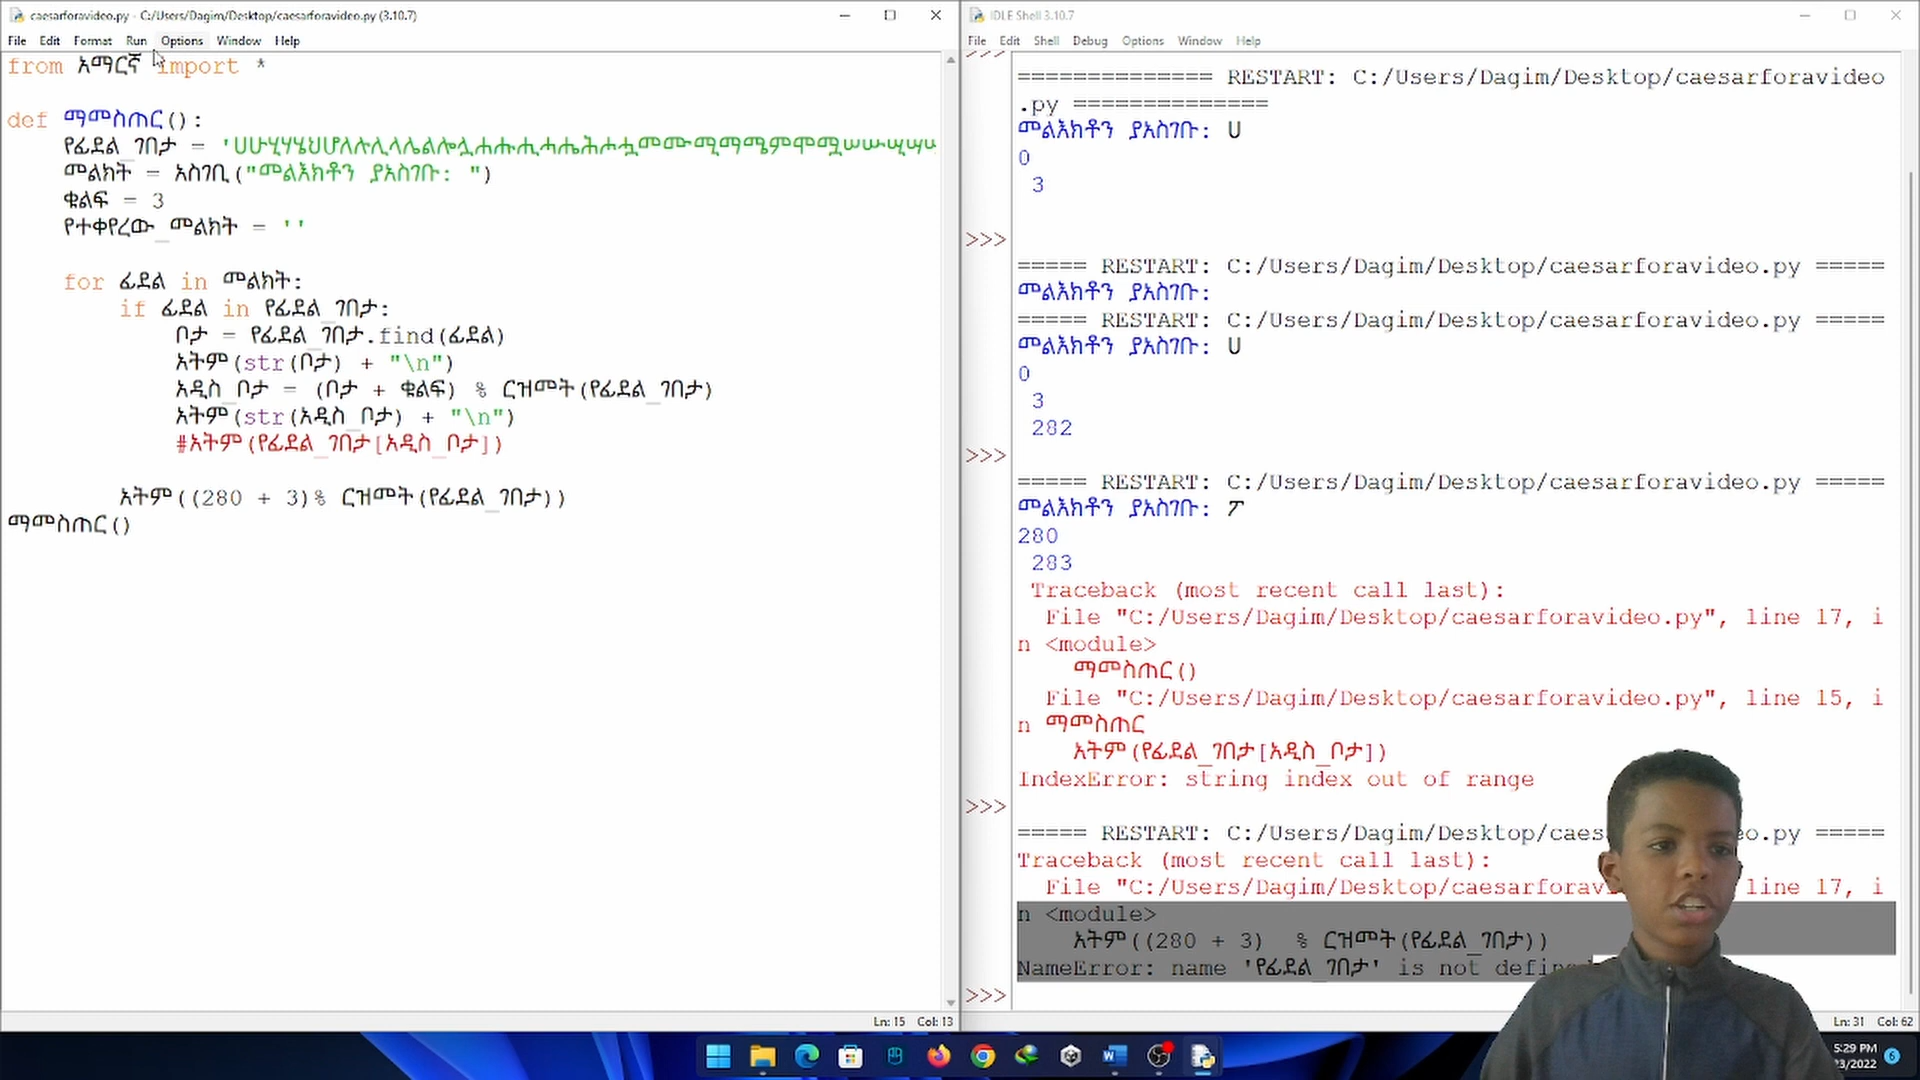 caesarforavideo.py - C:/Users/Dagim/Desktop/caesarforavideo.py (3.10.7)
File Edit Format Run Options Window Help
from አማርኛ import *
def ማመስጠር():
የፊደል_ገበታ = 'ሀሁሂሃሄህሆለሉሊላሌልሎሏሐሑሒሓሔሕሖሗመሙሚማሜምሞሟሠሡሢሣ
መልክት = አስገቢ("መልእክቶን ያአስገቡ: ")
ቁልፍ = 3
የተቀየረው_መልክት = ''
for ፊደል in መልክት:
if ፊደል in የፊደል_ገበታ:
ቦታ = የፊደል_ገበታ.find(ፊደል)
አትም(str(ቦታ) + "\n")
አዲስ_ቦታ = (ቦታ + ቁልፍ) % ርዝመት(የፊደል_ገበታ)
አትም(str(አዲስ_ቦታ) + "\n")
#አትም(የፊደል_ገበታ[አዲስ_ቦታ])
አትም((280 + 3)% ርዝመት(የፊደል_ገበታ))
ማመስጠር()
Ln: 15 Col: 13
IDLE Shell 3.10.7
File Edit Shell Debug Options Window Help
>>>
============== RESTART: C:/Users/Dagim/Desktop/caesarforavideo
.py ==============
መልእክቶን ያአስገቡ: ሀ
0
3
>>>
===== RESTART: C:/Users/Dagim/Desktop/caesarforavideo.py =====
መልእክቶን ያአስገቡ:
===== RESTART: C:/Users/Dagim/Desktop/caesarforavideo.py =====
መልእክቶን ያአስገቡ: ሀ
0
3
282
>>>
===== RESTART: C:/Users/Dagim/Desktop/caesarforavideo.py =====
መልእክቶን ያአስገቡ: ፖ
280
283
Traceback (most recent call last):
File "C:/Users/Dagim/Desktop/caesarforavideo.py", line 17, i
n <module>
ማመስጠር()
File "C:/Users/Dagim/Desktop/caesarforavideo.py", line 15, i
n ማመስጠር
አትም(የፊደል_ገበታ[አዲስ_ቦታ])
IndexError: string index out of range
>>>
===== RESTART: C:/Users/Dagim/Desktop/caes eo.py =====
Traceback (most recent call last):
File "C:/Users/Dagim/Desktop/caesarforavi line 17, i
n <module>
አትም((280 + 3) % ርዝመት(የፊደል_ገበታ))
NameError: name 'የፊደል_ገበታ' is not define
>>>
Ln: 31 Col: 62
5:29 PM
23/2022
6